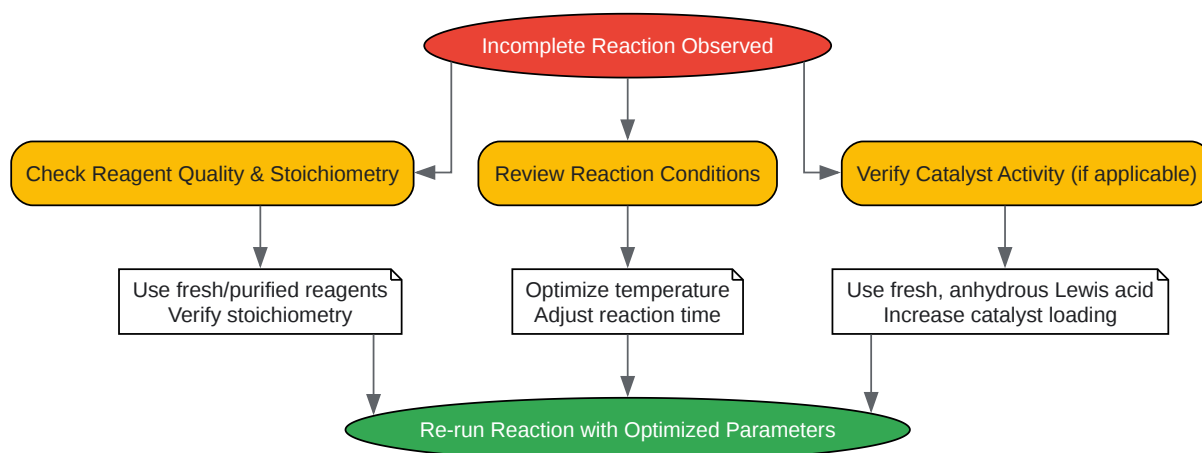 Incomplete Reaction Observed
Check Reagent Quality & Stoichiometry
Review Reaction Conditions
Verify Catalyst Activity (if applicable)
Use fresh/purified reagents
Verify stoichiometry
Optimize temperature
Adjust reaction time
Use fresh, anhydrous Lewis acid
Increase catalyst loading
Re-run Reaction with Optimized Parameters